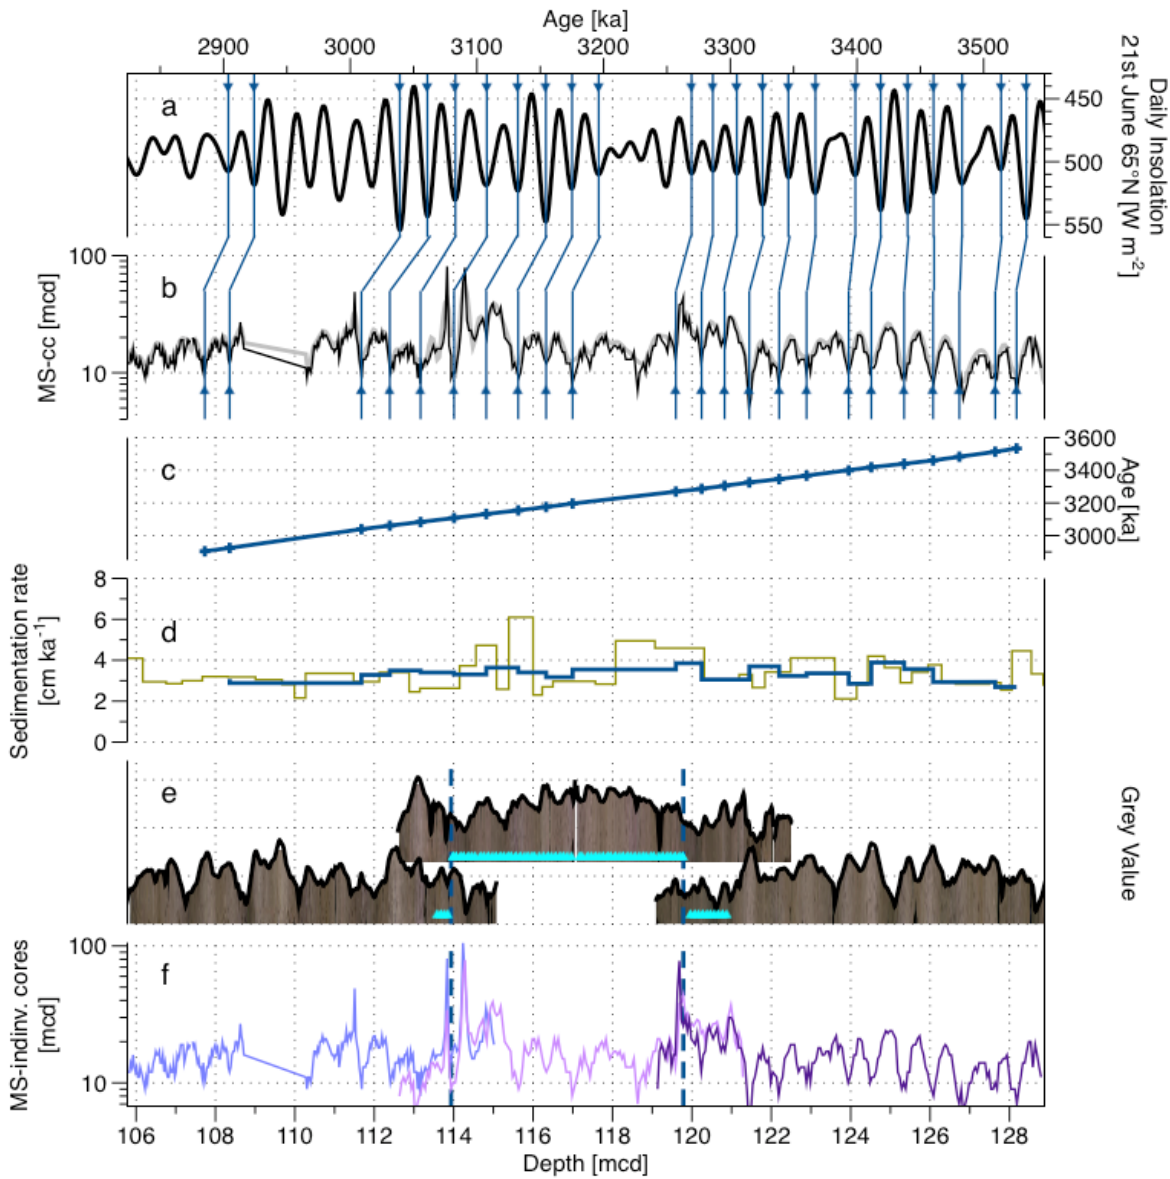 Age [ka]
2900 3000 3100 3200 3300 3400 3500
a
450
500
550
Daily Insolation
21st June 65°N [W m-2]
100
10
MS-cc [mcd]
b
c
3600
3400
3200
3000
Age [ka]
8
6
4
2
0
Sedimentation rate
[cm ka-1]
d
e
Grey Value
100
10
MS-indinv. cores
[mcd]
f
106 108 110 112 114 116 118 120 122 124 126 128
Depth [mcd]